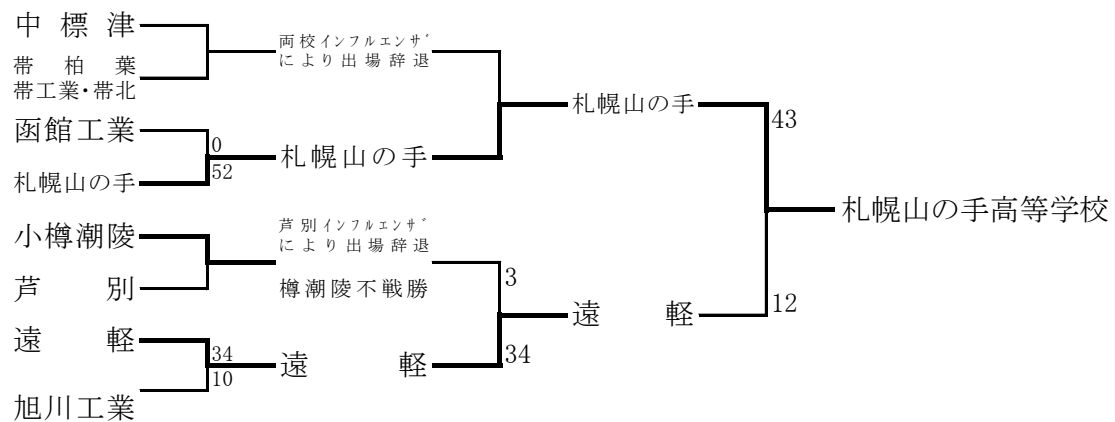 中標津
帯柏葉
帯工業・帯北
函館工業
札幌山の手
小樽潮陵
芦別
遠軽
旭川工業
0
52
34
10
両校インフルエンザ
により出場辞退
札幌山の手
芦別インフルエンザ
により出場辞退
樽潮陵不戦勝
遠軽
3
34
札幌山の手
遠軽
43
12
札幌山の手高等学校